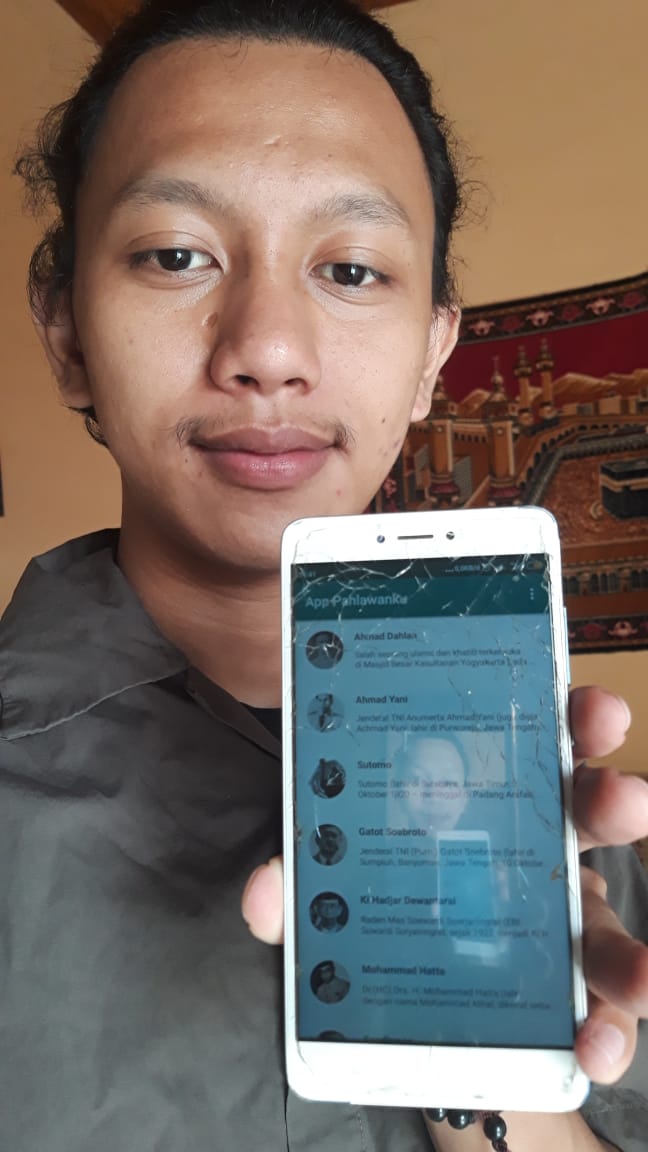 App Pahlawanku
Ahmad Dahlan
Salah seorang ulama dan khatib terkemuka
di Masjid Besar Kasultanan Yogyakarta
Ahmad Yani
Jenderal TNI Anumerta Ahmad Yani (juga dieja
Achmad Yani; lahir di Purworejo, Jawa Tengah,
Sutomo
Sutomo (lahir di Surabaya, Jawa Timur, 3
Oktober 1920 – meninggal di Padang Arafah,
Gatot Soebroto
Jenderal TNI (Purn.) Gatot Soebroto (lahir di
Sumpiuh, Banyumas, Jawa Tengah, 10 Oktober
Ki Hadjar Dewantarai
Raden Mas Soewardi Soerjaningrat (EBI:
Suwardi Suryaningrat, sejak 1922 menjadi Ki
Mohammad Hatta
Dr.(HC) Drs. H. Mohammad Hatta (lahir
dengan nama Mohammad Athar, dikenal